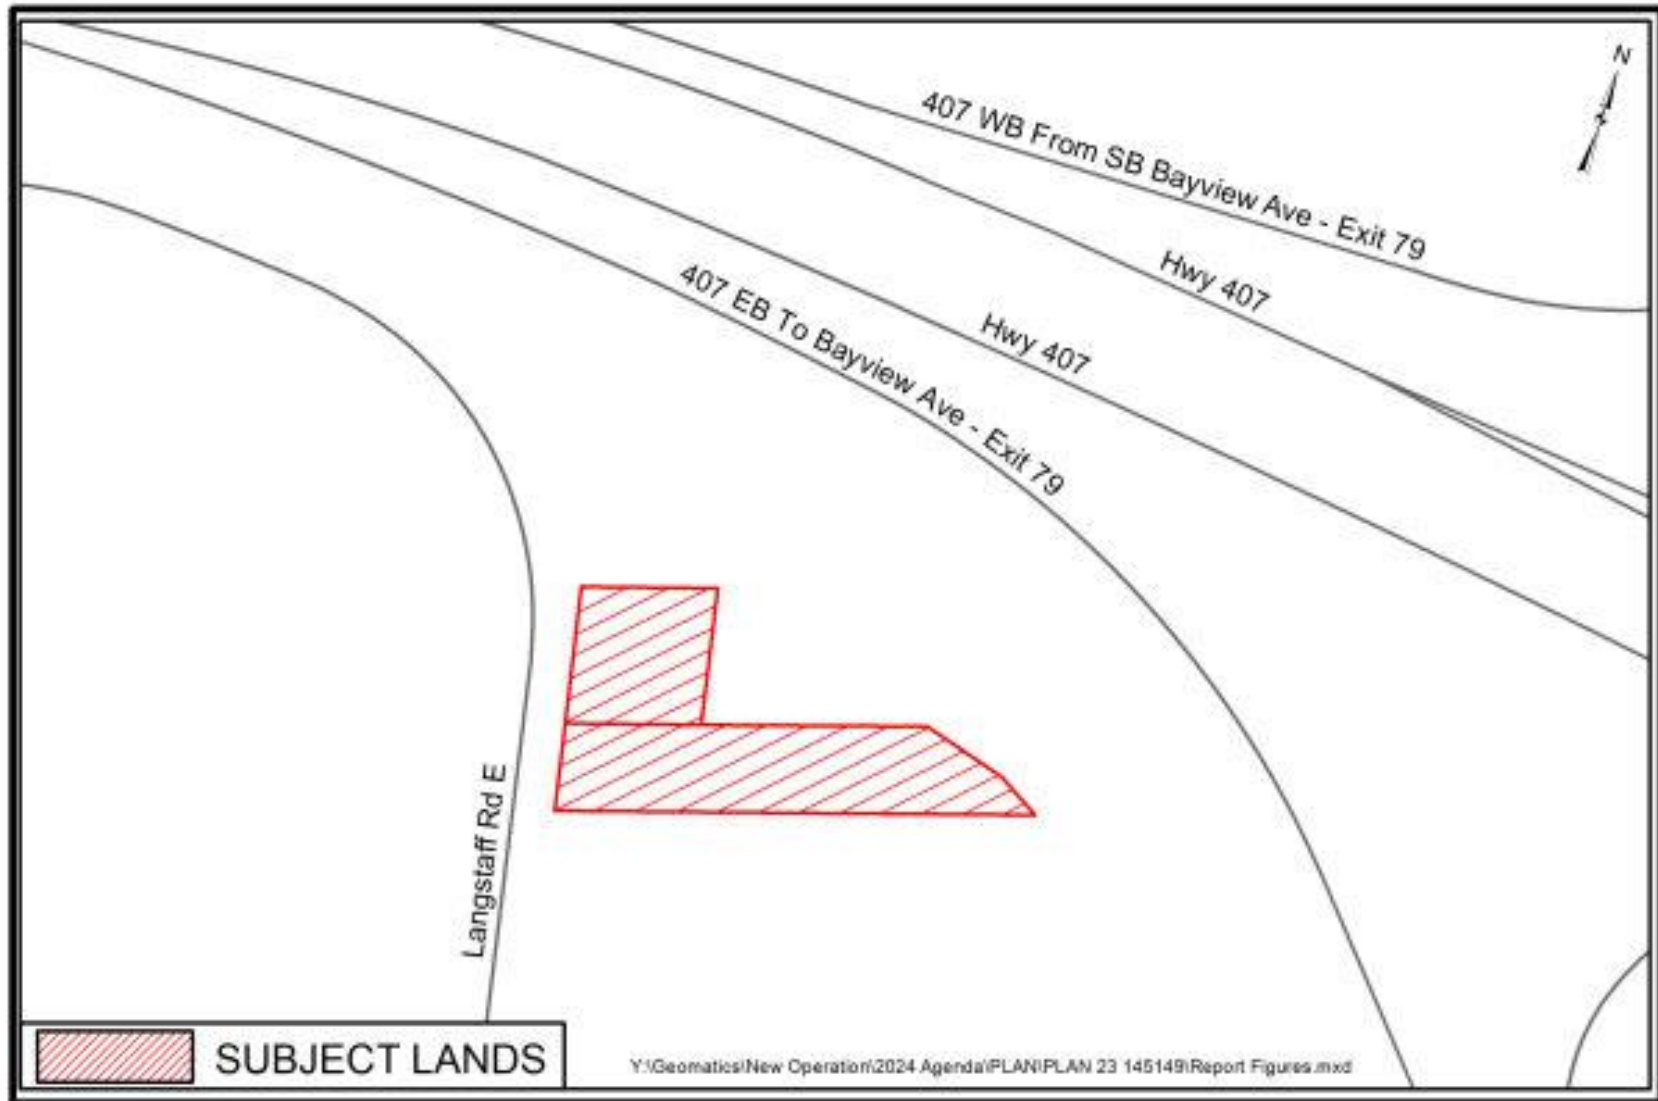 N
407 WB From SB Bayview Ave - Exit 79
Hwy 407
407 EB To Bayview Ave - Exit 79
Hwy 407
Langstaff Rd E
SUBJECT LANDS
Y:\Geomatics\New Operation\2024 Agenda\PLAN\PLAN 23 145149\Report Figures.mxd